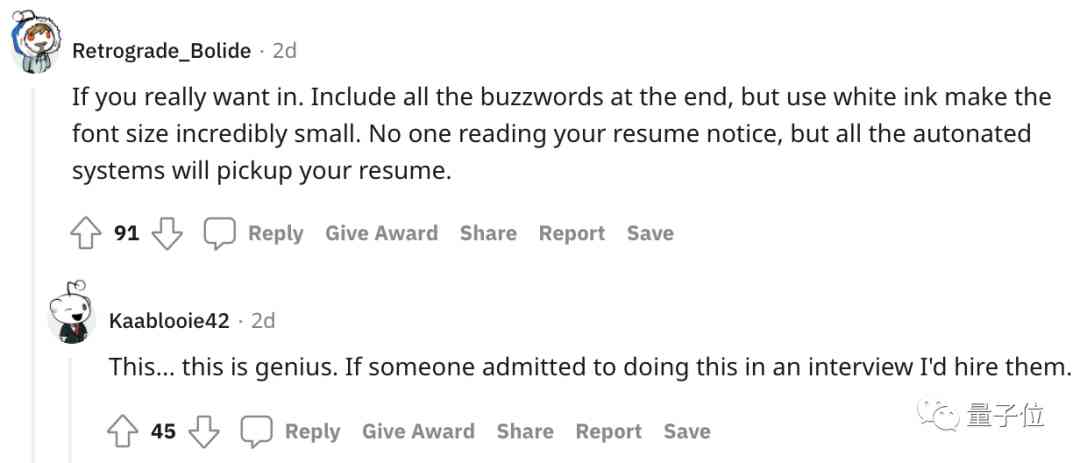 Retrograde_Bolide · 2d
If you really want in. Include all the buzzwords at the end, but use white ink make the
font size incredibly small. No one reading your resume notice, but all the autonated
systems will pickup your resume.
91 Reply Give Award Share Report Save
Kaablooie42 · 2d
This... this is genius. If someone admitted to doing this in an interview I'd hire them.
45 Reply Give Award Share Report Save
量子位